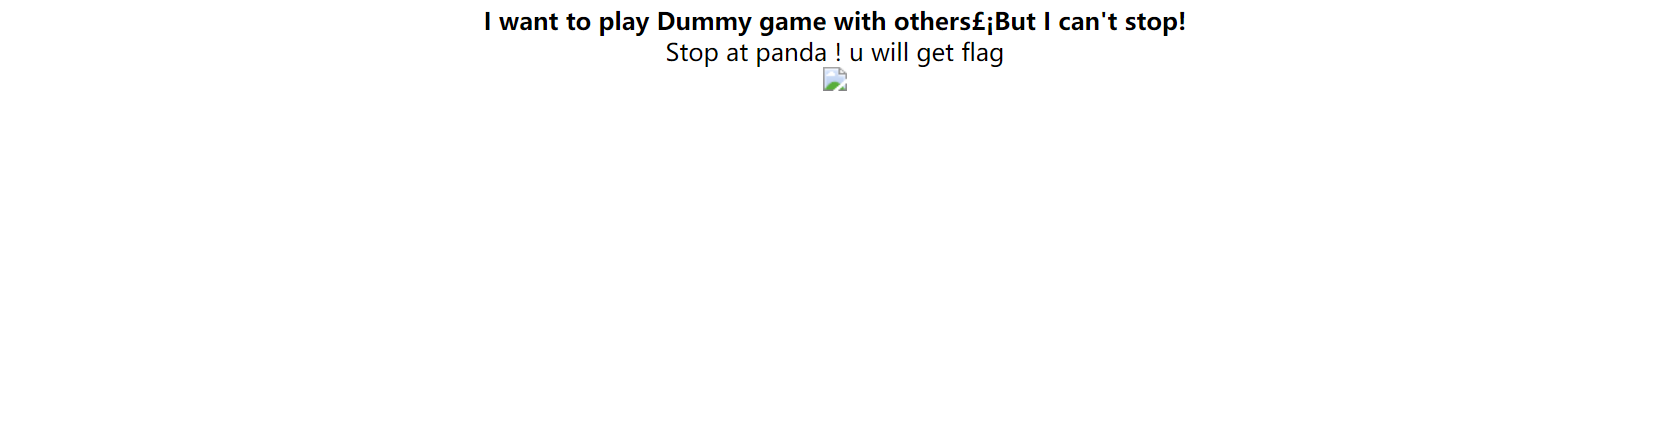 I want to play Dummy game with others£¡But I can't stop!
Stop at panda ! u will get flag